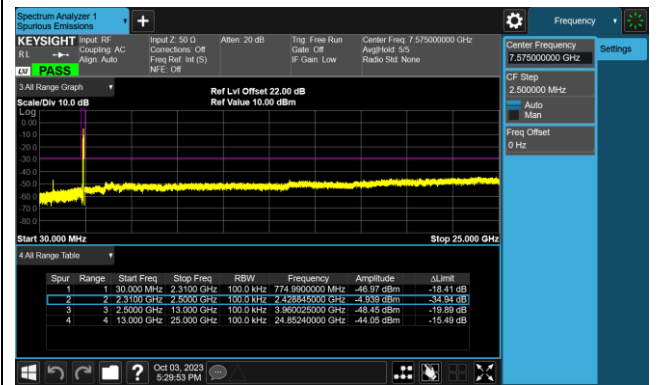 Spectrum Analyzer 1
Spurious Emissions
Frequency
KEYSIGHT
Input: RF
Coupling: AC
Align: Auto
Input Z: 50 Ω
Corrections: Off
Freq Ref: Int (S)
NFE: Off
Atten: 20 dB
Trig: Free Run
Gate: Off
IF Gain: Low
Center Freq: 7.575000000 GHz
Avg|Hold: 5/5
Radio Std: None
R L
LXI
PASS
Center Frequency
7.575000000 GHz
Settings
CF Step
2.500000 MHz
Auto
Man
Freq Offset
0 Hz
3 All Range Graph
Scale/Div 10.0 dB
Ref Lvl Offset 22.00 dB
Ref Value 10.00 dBm
Log
0.00
-10.0
-20.0
-30.0
-40.0
-50.0
-60.0
-70.0
-80.0
Start 30.000 MHz
Stop 25.000 GHz
4 All Range Table
Spur Range Start Freq Stop Freq RBW Frequency Amplitude ΔLimit
1 1 30.000 MHz 2.3100 GHz 100.0 kHz 774.9900000 MHz -46.97 dBm -18.41 dB
2 2 2.3100 GHz 2.5000 GHz 100.0 kHz 2.428845000 GHz -4.939 dBm -34.94 dB
3 3 2.5000 GHz 13.000 GHz 100.0 kHz 3.960025000 GHz -48.45 dBm -19.89 dB
4 4 13.000 GHz 25.000 GHz 100.0 kHz 24.85240000 GHz -44.05 dBm -15.49 dB
?
Oct 03, 2023
5:29:53 PM